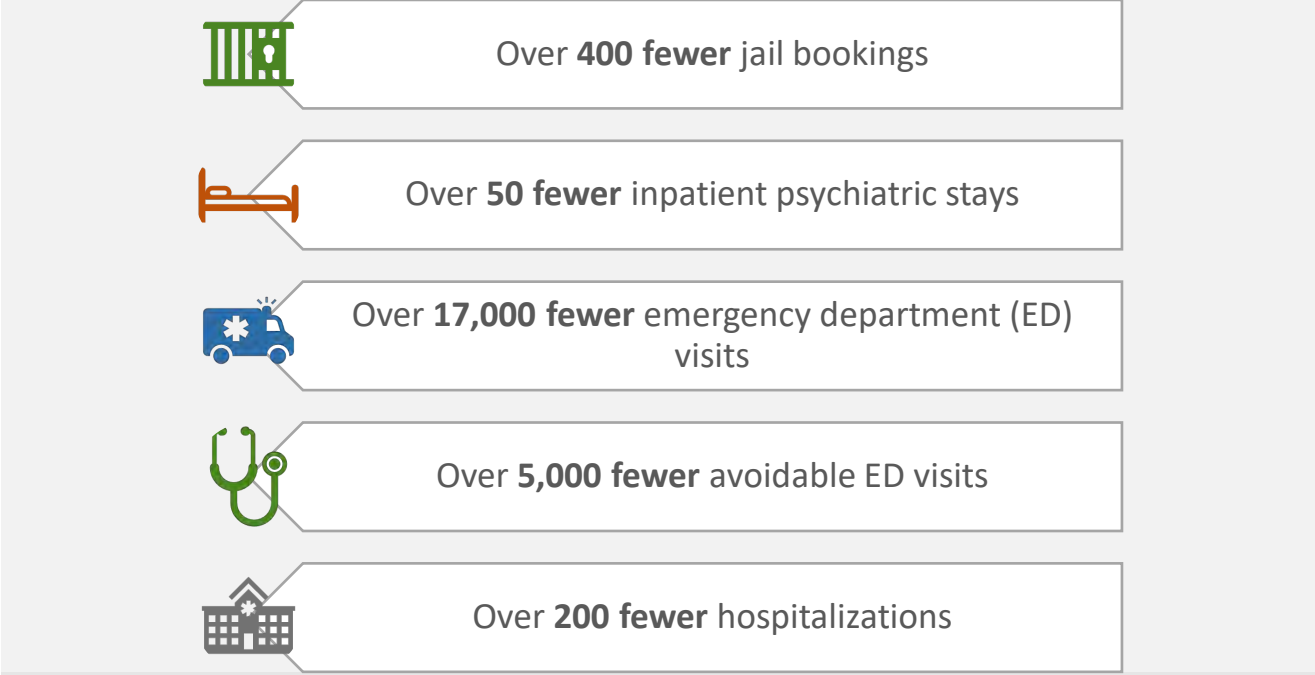 Over 400 fewer jail bookings
Over 50 fewer inpatient psychiatric stays
Over 17,000 fewer emergency department (ED)
visits
Over 5,000 fewer avoidable ED visits
Over 200 fewer hospitalizations